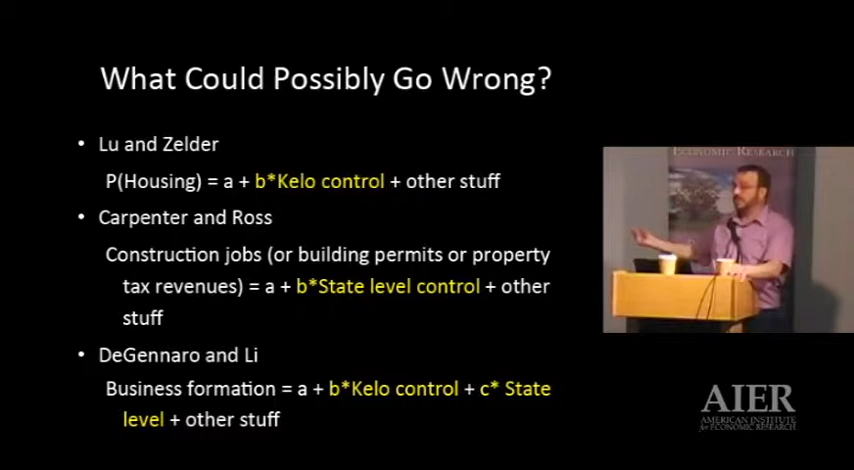 What Could Possibly Go Wrong?
• Lu and Zelder
P(Housing) = a + b*Kelo control + other stuff
• Carpenter and Ross
Construction jobs (or building permits or property
tax revenues) = a + b*State level control + other
stuff
• DeGennaro and Li
Business formation = a + b*Kelo control + c* State
level + other stuff
ECONOMIC RESEARCH
AIER
AMERICAN INSTITUTE
for ECONOMIC RESEARCH